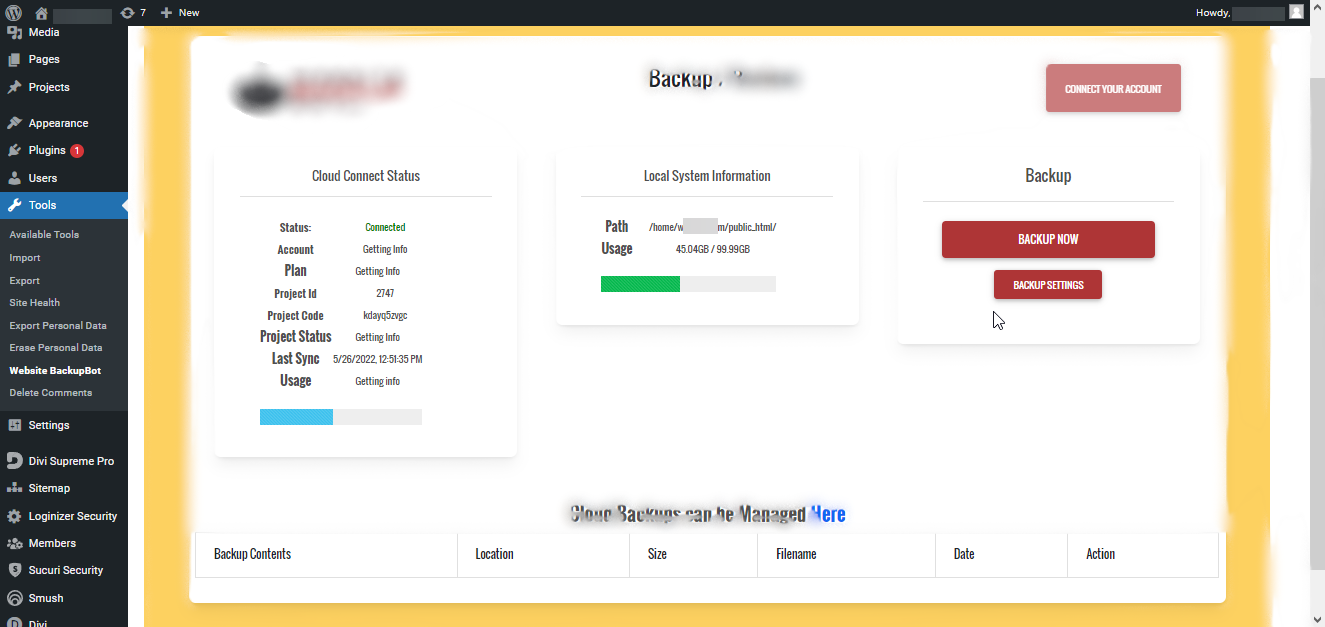 7 New
Howdy,
Media
Pages
Projects
Appearance
Plugins 1
Users
Tools
Available Tools
Import
Export
Site Health
Export Personal Data
Erase Personal Data
Website BackupBot
Delete Comments
Settings
Divi Supreme Pro
Sitemap
Loginizer Security
Members
Sucuri Security
Smush
Divi
Backup
CONNECT YOUR ACCOUNT
Cloud Connect Status
Status: Connected
Account Getting Info
Plan Getting Info
Project Id 2747
Project Code kdayq5zvgc
Project Status Getting Info
Last Sync 5/26/2022, 12:51:35 PM
Usage Getting info
Local System Information
Path /home/w m/public_html/
Usage 45.04GB / 99.99GB
Backup
BACKUP NOW
BACKUP SETTINGS
Cloud Backups can be Managed Here
Backup Contents Location Size Filename Date Action